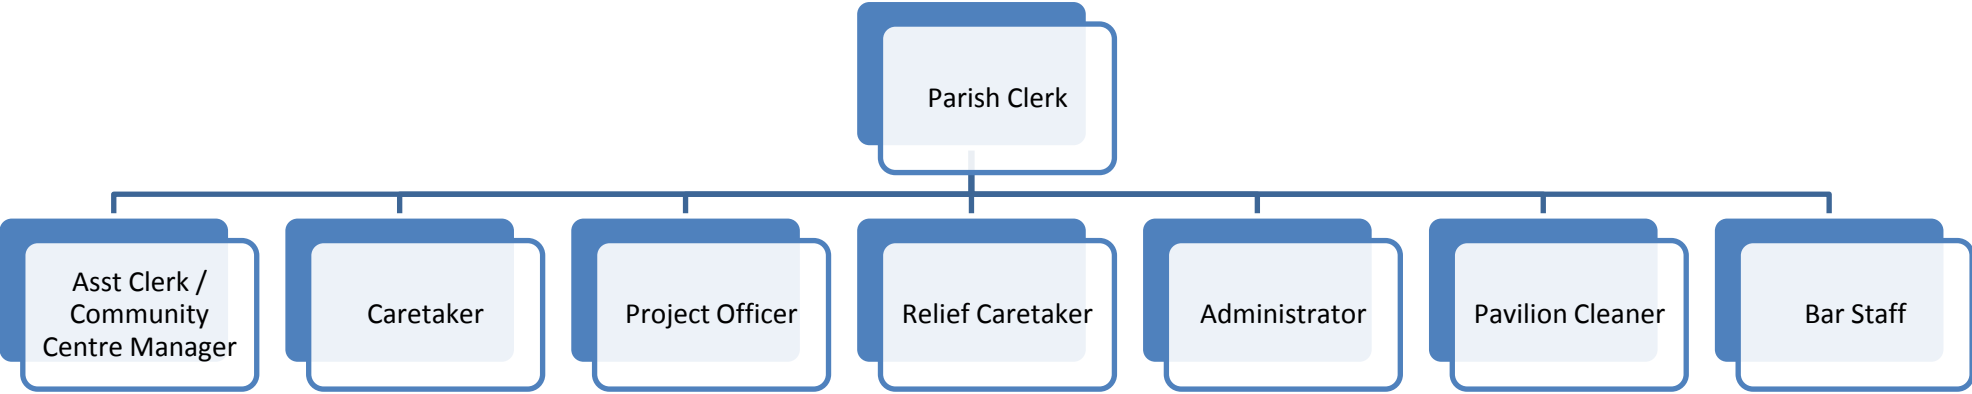 Parish Clerk
Asst Clerk /
Community
Centre Manager
Caretaker
Project Officer
Relief Caretaker
Administrator
Pavilion Cleaner
Bar Staff